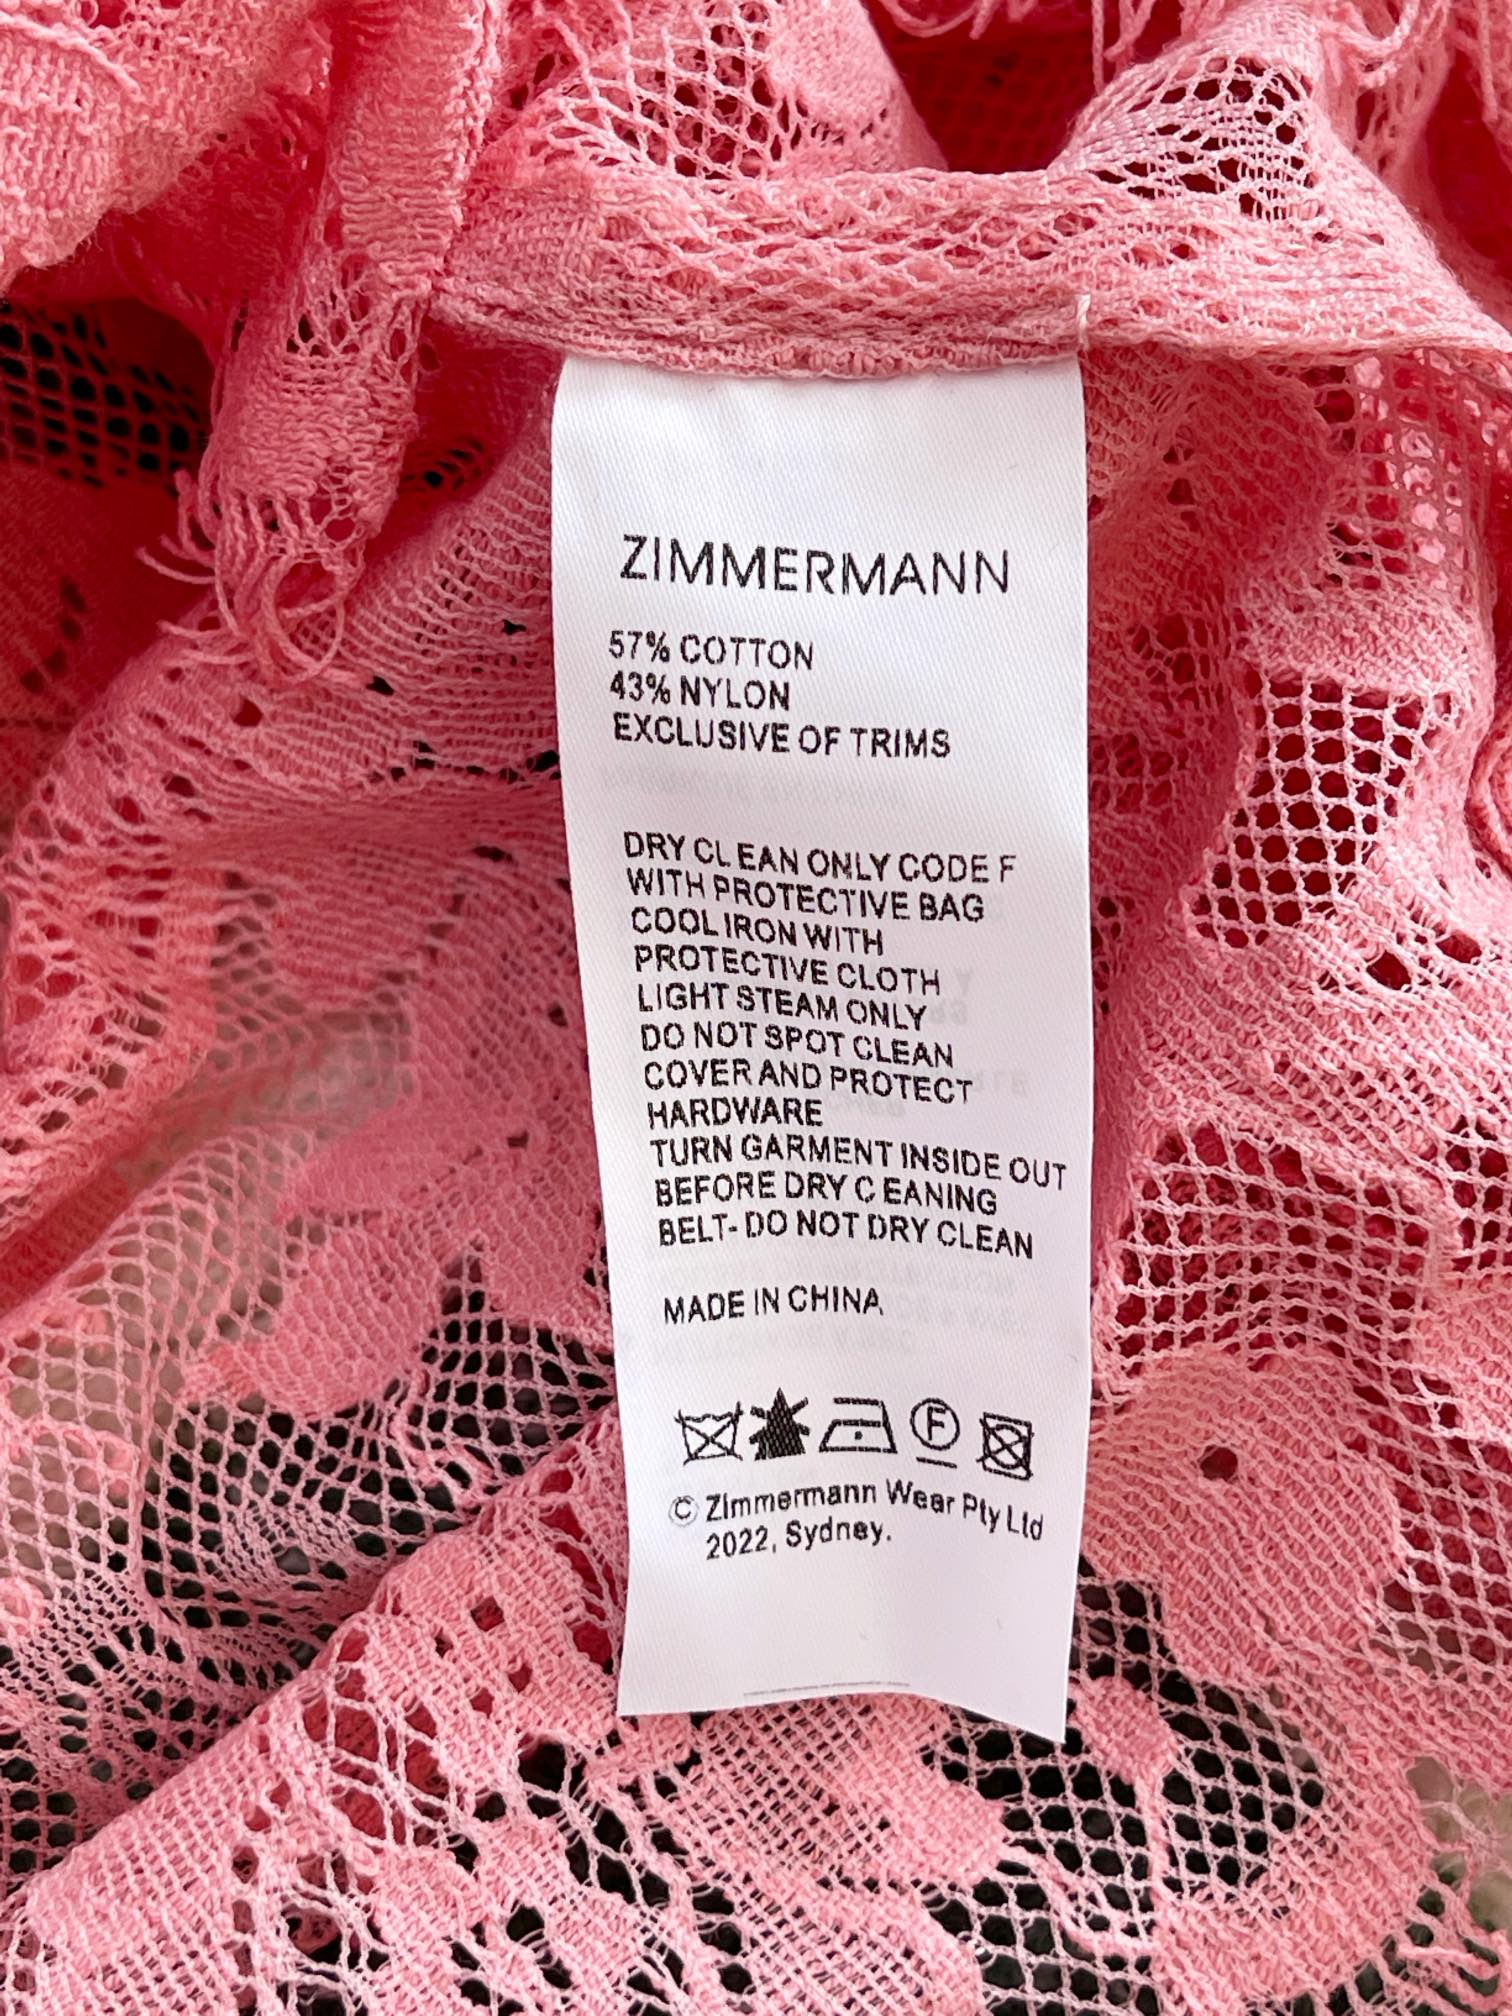 ZIMMERMANN
57% COTTON
43% NYLON
EXCLUSIVE OF TRIMS
DRY CLEAN ONLY CODE F
WITH PROTECTIVE BAG
COOL IRON WITH
PROTECTIVE CLOTH
LIGHT STEAM ONLY
DO NOT SPOT CLEAN
COVER AND PROTECT
HARDWARE
TURN GARMENT INSIDE OUT
BEFORE DRY C EANING
BELT- DO NOT DRY CLEAN
MADE IN CHINA
F
© Zimmermann Wear Pty Ltd
2022, Sydney.